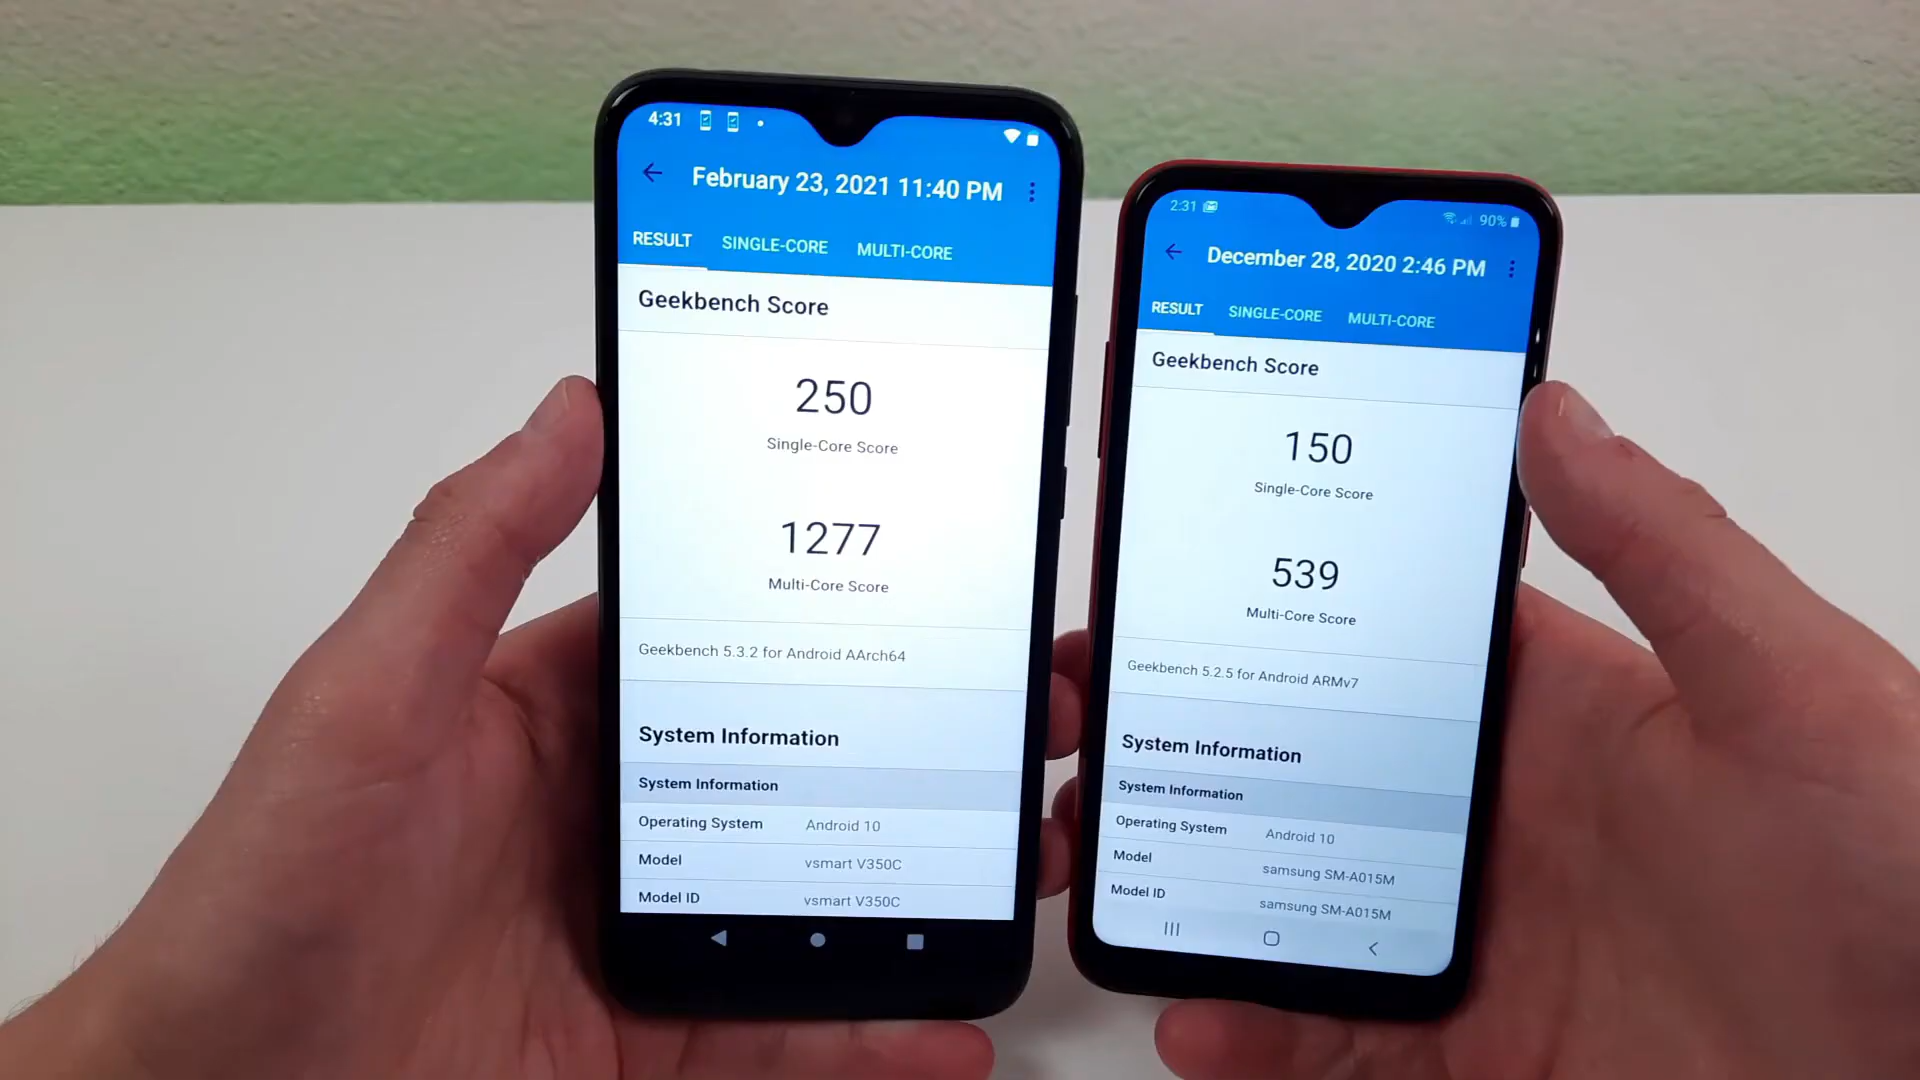 4:31
February 23, 2021 11:40 PM
RESULT SINGLE-CORE MULTI-CORE
Geekbench Score
250
Single-Core Score
1277
Multi-Core Score
Geekbench 5.3.2 for Android AArch64
System Information
System Information
Operating System Android 10
Model vsmart V350C
Model ID vsmart V350C
2:31 90%
December 28, 2020 2:46 PM
RESULT SINGLE-CORE MULTI-CORE
Geekbench Score
150
Single-Core Score
539
Multi-Core Score
Geekbench 5.2.5 for Android ARMv7
System Information
System Information
Operating System Android 10
Model samsung SM-A015M
Model ID samsung SM-A015M